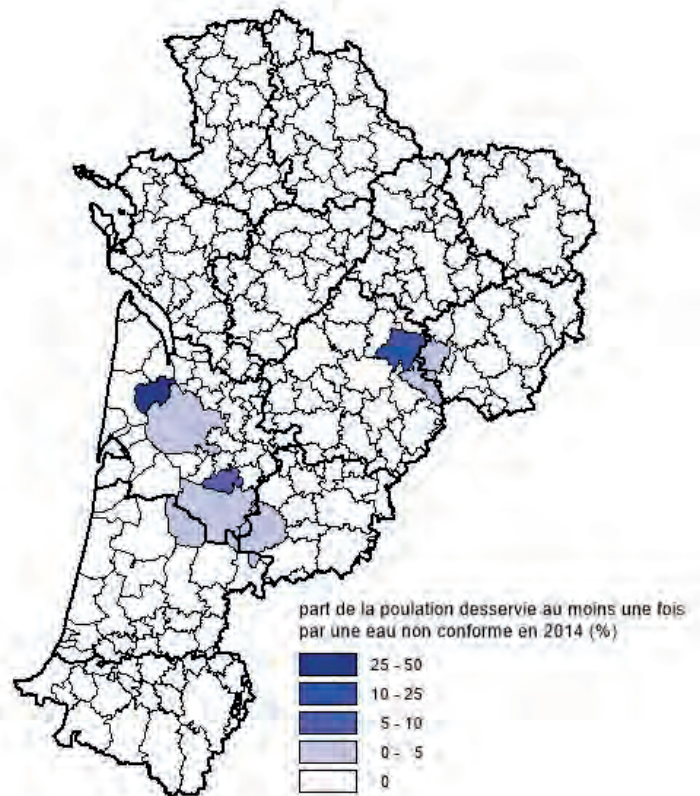 part de la poulation desservie au moins une fois
par une eau non conforme en 2014 (%)
25 - 50
10 - 25
5 - 10
0 - 5
0